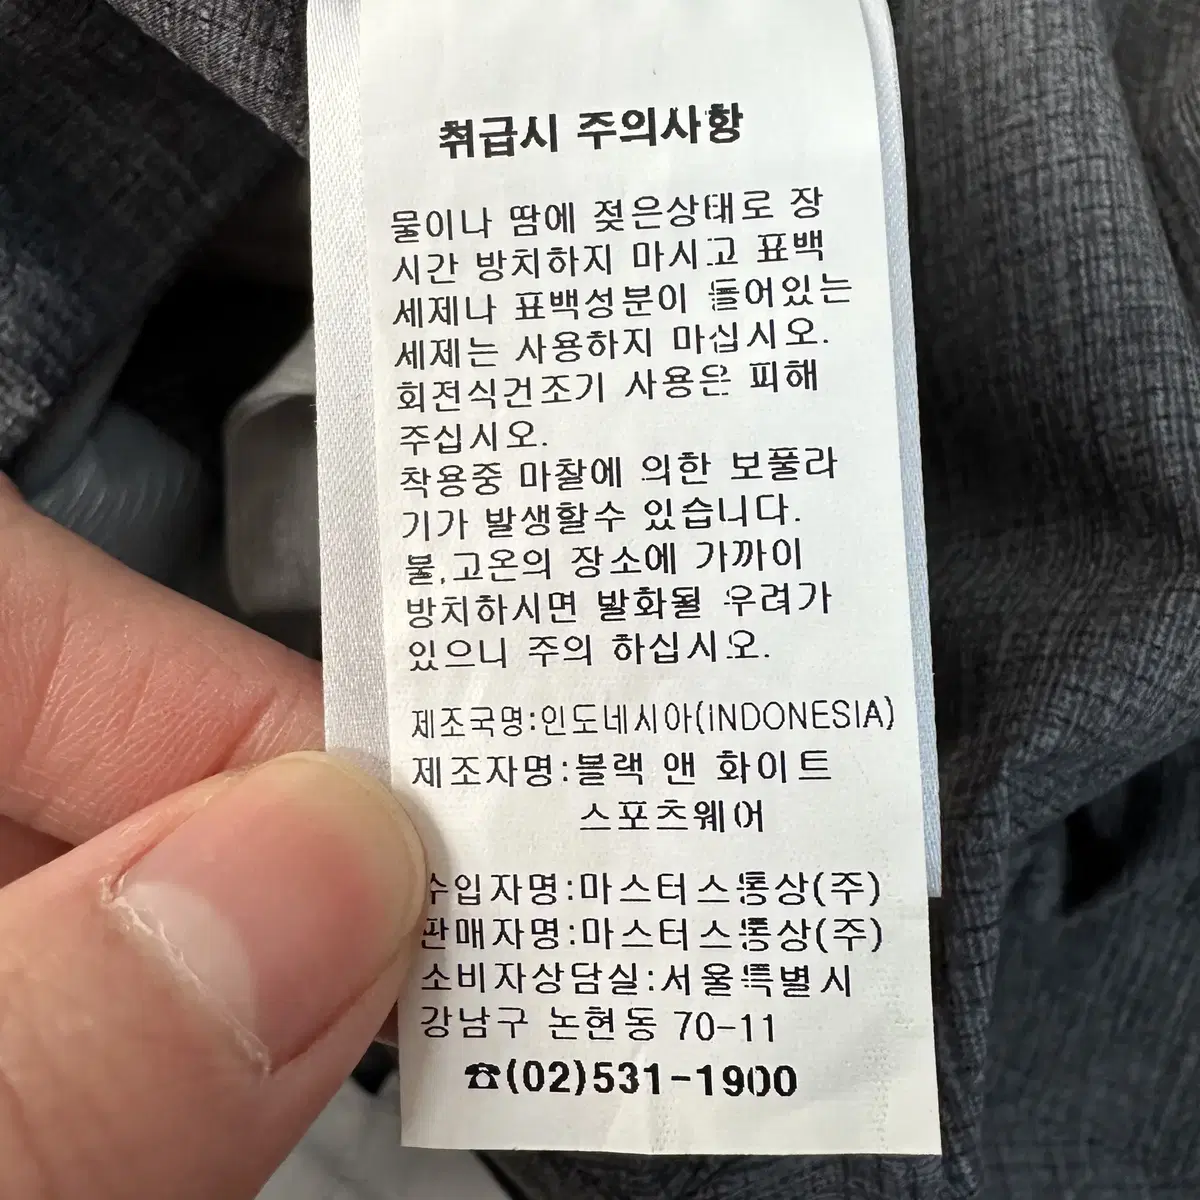 취급시 주의사항
물이나 땀에 젖은상태로 장
시간 방치하지 마시고 표백
세제나 표백성분이 들어있는
세제는 사용하지 마십시오.
회전식건조기 사용은 피해
주십시오.
착용중 마찰에 의한 보풀라
기가 발생할수 있습니다.
불,고온의 장소에 가까이
방치하시면 발화될 우려가
있으니 주의 하십시오.
제조국명:인도네시아(INDONESIA)
제조자명:블랙 앤 화이트
스포츠웨어
수입자명:마스터스통상(주)
판매자명:마스터스통상(주)
소비자상담실:서울특별시
강남구 논현동 70-11
☎(02)531-1900